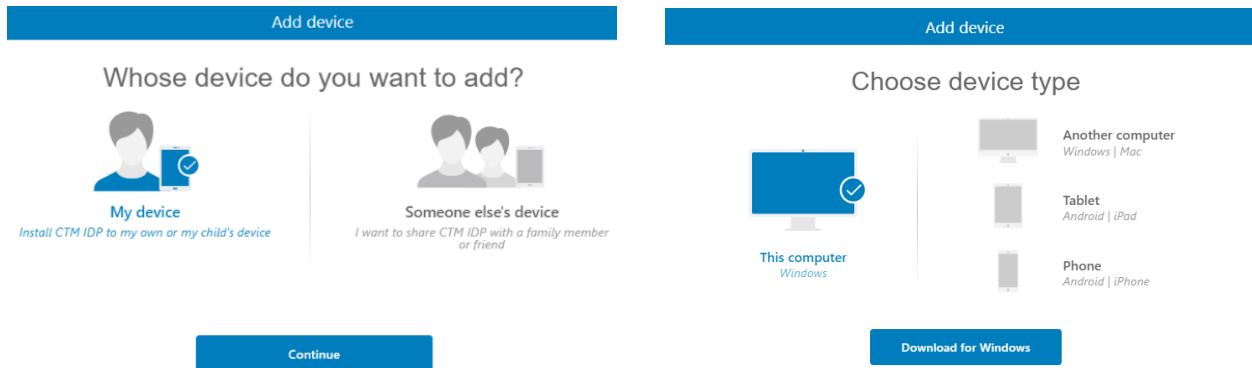 Add device
Whose device do you want to add?
My device
Install CTM IDP to my own or my child's device
Someone else's device
I want to share CTM IDP with a family member
or friend
Continue
Add device
Choose device type
This computer
Windows
Another computer
Windows | Mac
Tablet
Android | iPad
Phone
Android | iPhone
Download for Windows